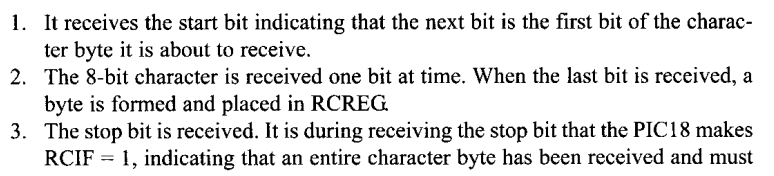 1. It receives the start bit indicating that the next bit is the first bit of the charac-
ter byte it is about to receive.
2. The 8-bit character is received one bit at time. When the last bit is received, a
byte is formed and placed in RCREG.
3. The stop bit is received. It is during receiving the stop bit that the PIC18 makes
RCIF = 1, indicating that an entire character byte has been received and must